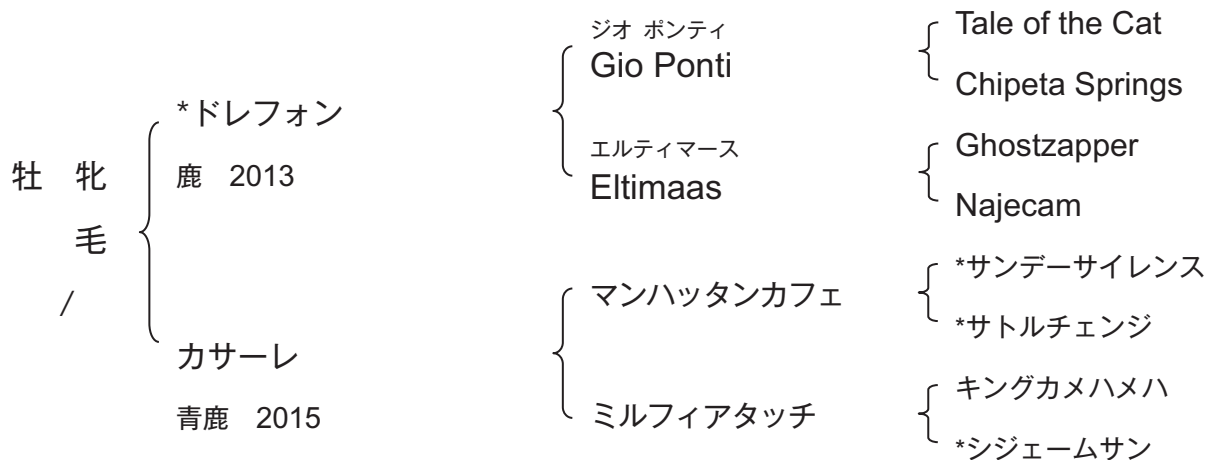 牡 牝
毛
/
*ドレフォン
鹿 2013
カサーレ
青鹿 2015
ジオ ポンティ
Gio Ponti
エルティマース
Eltimaas
マンハッタンカフェ
ミルフィアタッチ
Tale of the Cat
Chipeta Springs
Ghostzapper
Najecam
*サンデーサイレンス
*サトルチェンジ
キングカメハメハ
*シジェームサン